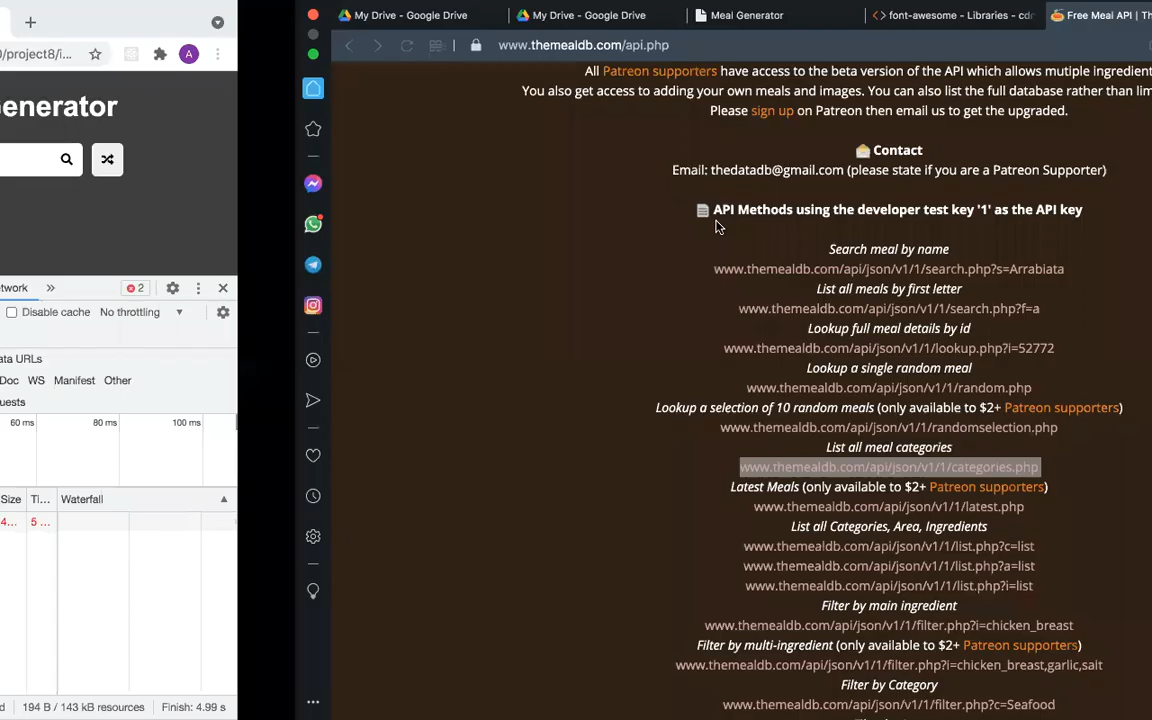 My Drive - Google Drive
My Drive - Google Drive
Meal Generator
font-awesome - Libraries - cdr
Free Meal API | Th
/project8/i...
A
www.themealdb.com/api.php
enerator
All Patreon supporters have access to the beta version of the API which allows mutiple ingredient
You also get access to adding your own meals and images. You can also list the full database rather than lim
Please sign up on Patreon then email us to get the upgraded.
Contact
Email: thedatadb@gmail.com (please state if you are a Patreon Supporter)
API Methods using the developer test key '1' as the API key
Search meal by name
www.themealdb.com/api/json/v1/1/search.php?s=Arrabiata
List all meals by first letter
www.themealdb.com/api/json/v1/1/search.php?f=a
Lookup full meal details by id
www.themealdb.com/api/json/v1/1/lookup.php?i=52772
Lookup a single random meal
www.themealdb.com/api/json/v1/1/random.php
Lookup a selection of 10 random meals (only available to $2+ Patreon supporters)
www.themealdb.com/api/json/v1/1/randomselection.php
List all meal categories
www.themealdb.com/api/json/v1/1/categories.php
Latest Meals (only available to $2+ Patreon supporters)
www.themealdb.com/api/json/v1/1/latest.php
List all Categories, Area, Ingredients
www.themealdb.com/api/json/v1/1/list.php?c=list
www.themealdb.com/api/json/v1/1/list.php?a=list
www.themealdb.com/api/json/v1/1/list.php?i=list
Filter by main ingredient
www.themealdb.com/api/json/v1/1/filter.php?i=chicken_breast
Filter by multi-ingredient (only available to $2+ Patreon supporters)
www.themealdb.com/api/json/v1/1/filter.php?i=chicken_breast,garlic,salt
Filter by Category
www.themealdb.com/api/json/v1/1/filter.php?c=Seafood
twork » 2
Disable cache No throttling
ata URLs
Doc WS Manifest Other
uests
60 ms 80 ms 100 ms
Size Ti... Waterfall
4... 5 ...
d 194 B / 143 kB resources Finish: 4.99 s